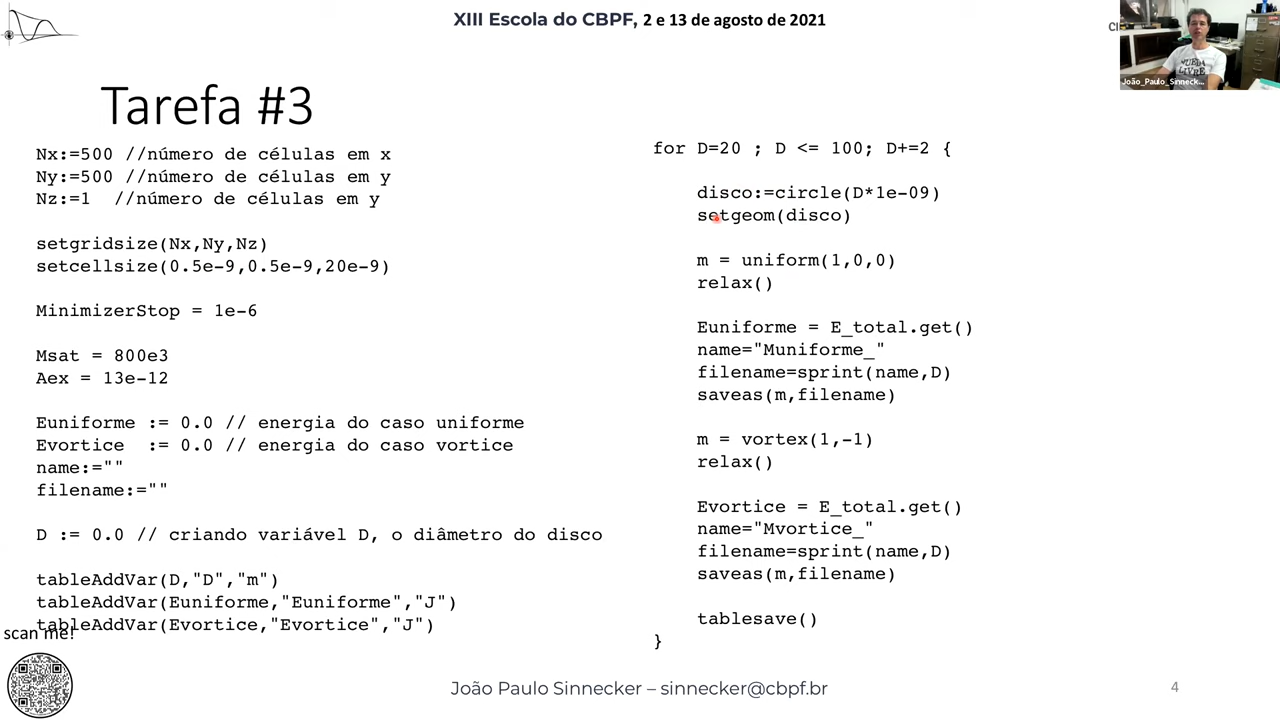 XIII Escola do CBPF, 2 e 13 de agosto de 2021
João_Paulo_Sinneck...
QUEDA
LIVRE
Tarefa #3
Nx:=500 //número de células em x
Ny:=500 //número de células em y
Nz:=1  //número de células em y
setgridsize(Nx,Ny,Nz)
setcellsize(0.5e-9,0.5e-9,20e-9)
MinimizerStop = 1e-6
Msat = 800e3
Aex = 13e-12
Euniforme := 0.0 // energia do caso uniforme
Evortice  := 0.0 // energia do caso vortice
name:=""
filename:=""
D := 0.0 // criando variável D, o diâmetro do disco
tableAddVar(D,"D","m")
tableAddVar(Euniforme,"Euniforme","J")
tableAddVar(Evortice,"Evortice","J")
scan me!
for D=20 ; D <= 100; D+=2 {
disco:=circle(D*1e-09)
setgeom(disco)
m = uniform(1,0,0)
relax()
Euniforme = E_total.get()
name="Muniforme_"
filename=sprint(name,D)
saveas(m,filename)
m = vortex(1,-1)
relax()
Evortice = E_total.get()
name="Mvortice_"
filename=sprint(name,D)
saveas(m,filename)
tablesave()
}
João Paulo Sinnecker – sinnecker@cbpf.br
4